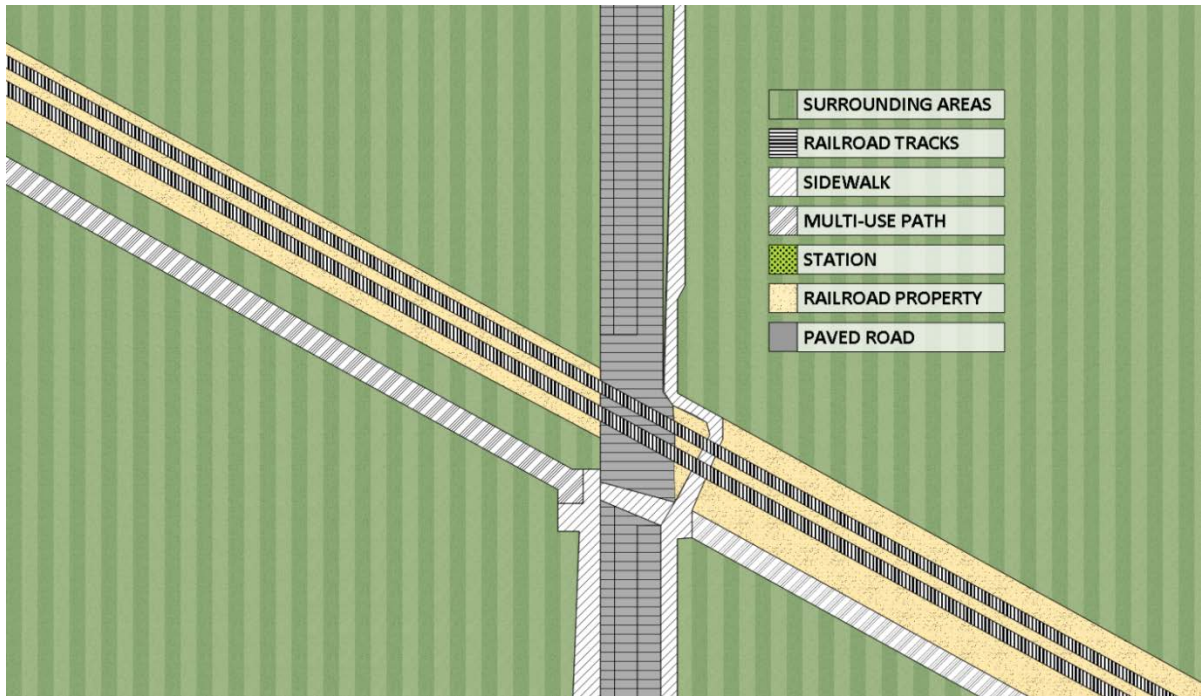 SURROUNDING AREAS
RAILROAD TRACKS
SIDEWALK
MULTI-USE PATH
STATION
RAILROAD PROPERTY
PAVED ROAD